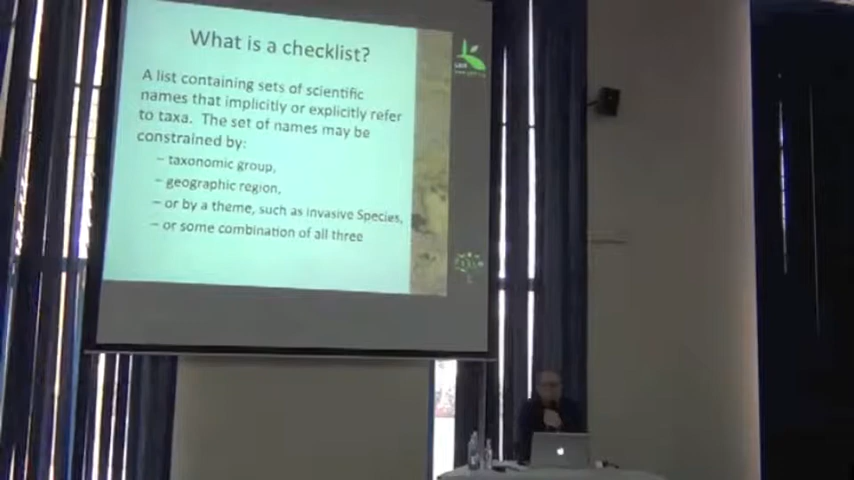 What is a checklist?
A list containing sets of scientific
names that implicitly or explicitly refer
to taxa. The set of names may be
constrained by:
– taxonomic group,
– geographic region,
– or by a theme, such as invasive Species,
– or some combination of all three